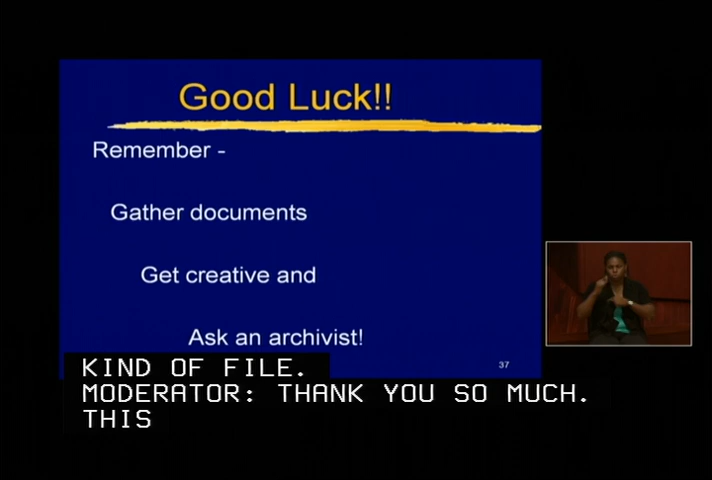 Good Luck!!
Remember -
Gather documents
Get creative and
Ask an archivist!
37
KIND OF FILE.
MODERATOR: THANK YOU SO MUCH.
THIS